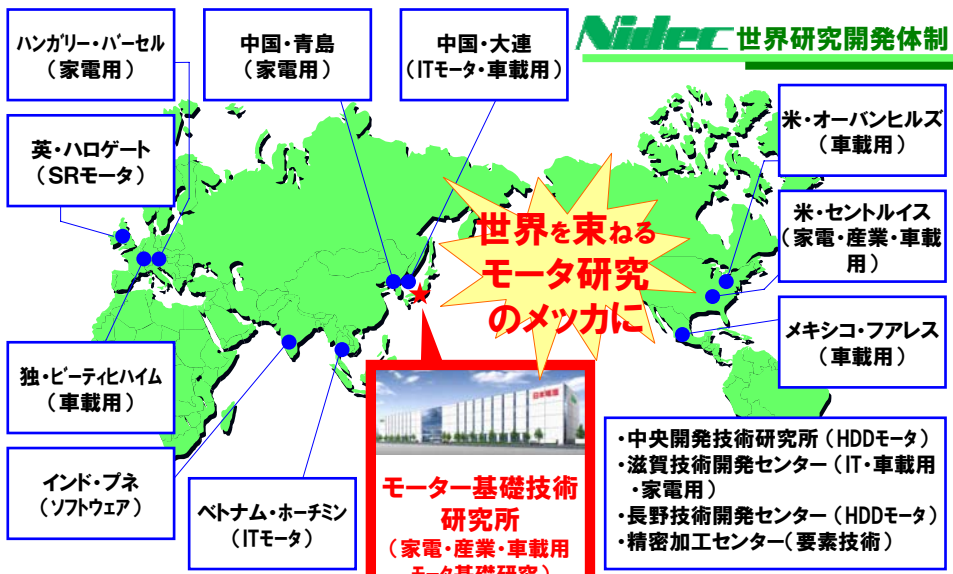 Nidec 世界研究開発体制
ハンガリー・バーセル
（家電用）
中国・青島
（家電用）
中国・大連
（ITモータ・車載用）
英・ハロゲート
（SRモータ）
米・オーバンヒルズ
（車載用）
米・セントルイス
（家電・産業・車載
用）
メキシコ・フアレス
（車載用）
世界を束ねる
モータ研究
のメッカに
独・ビーティヒハイム
（車載用）
インド・プネ
（ソフトウェア）
ベトナム・ホーチミン
（ITモータ）
日本電産
モーター基礎技術
研究所
（家電・産業・車載用
モータ基礎研究）
・中央開発技術研究所（HDDモータ）
・滋賀技術開発センター（IT・車載用
・家電用）
・長野技術開発センター（HDDモータ）
・精密加工センター（要素技術）